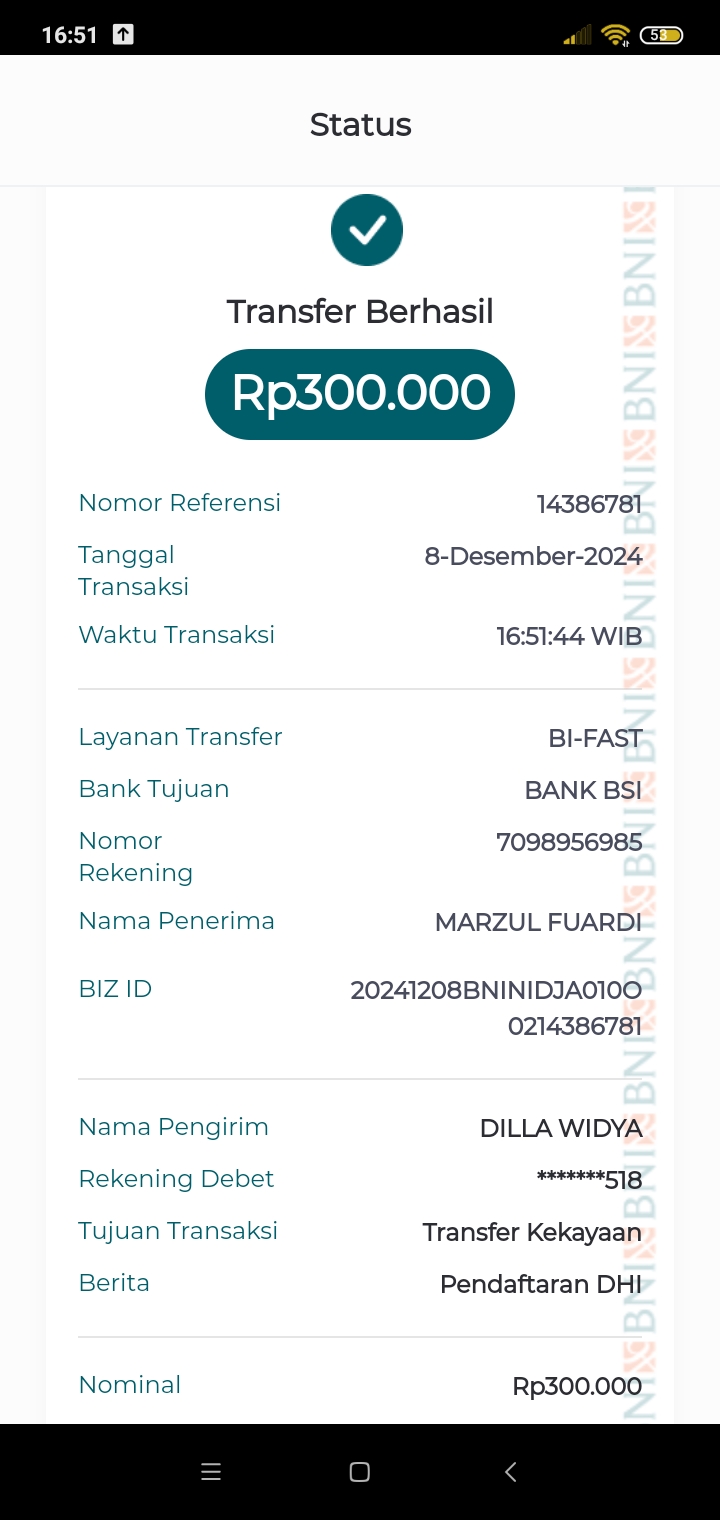 16:51
53
Status
Transfer Berhasil
Rp300.000
Nomor Referensi 14386781
Tanggal Transaksi 8-Desember-2024
Waktu Transaksi 16:51:44 WIB
Layanan Transfer BI-FAST
Bank Tujuan BANK BSI
Nomor Rekening 7098956985
Nama Penerima MARZUL FUARDI
BIZ ID 20241208BNINIDJA010O
0214386781
Nama Pengirim DILLA WIDYA
Rekening Debet *******518
Tujuan Transaksi Transfer Kekayaan
Berita Pendaftaran DHI
Nominal Rp300.000
BNI BNI BNI BNI BNI BNI BNI BNI BNI BNI